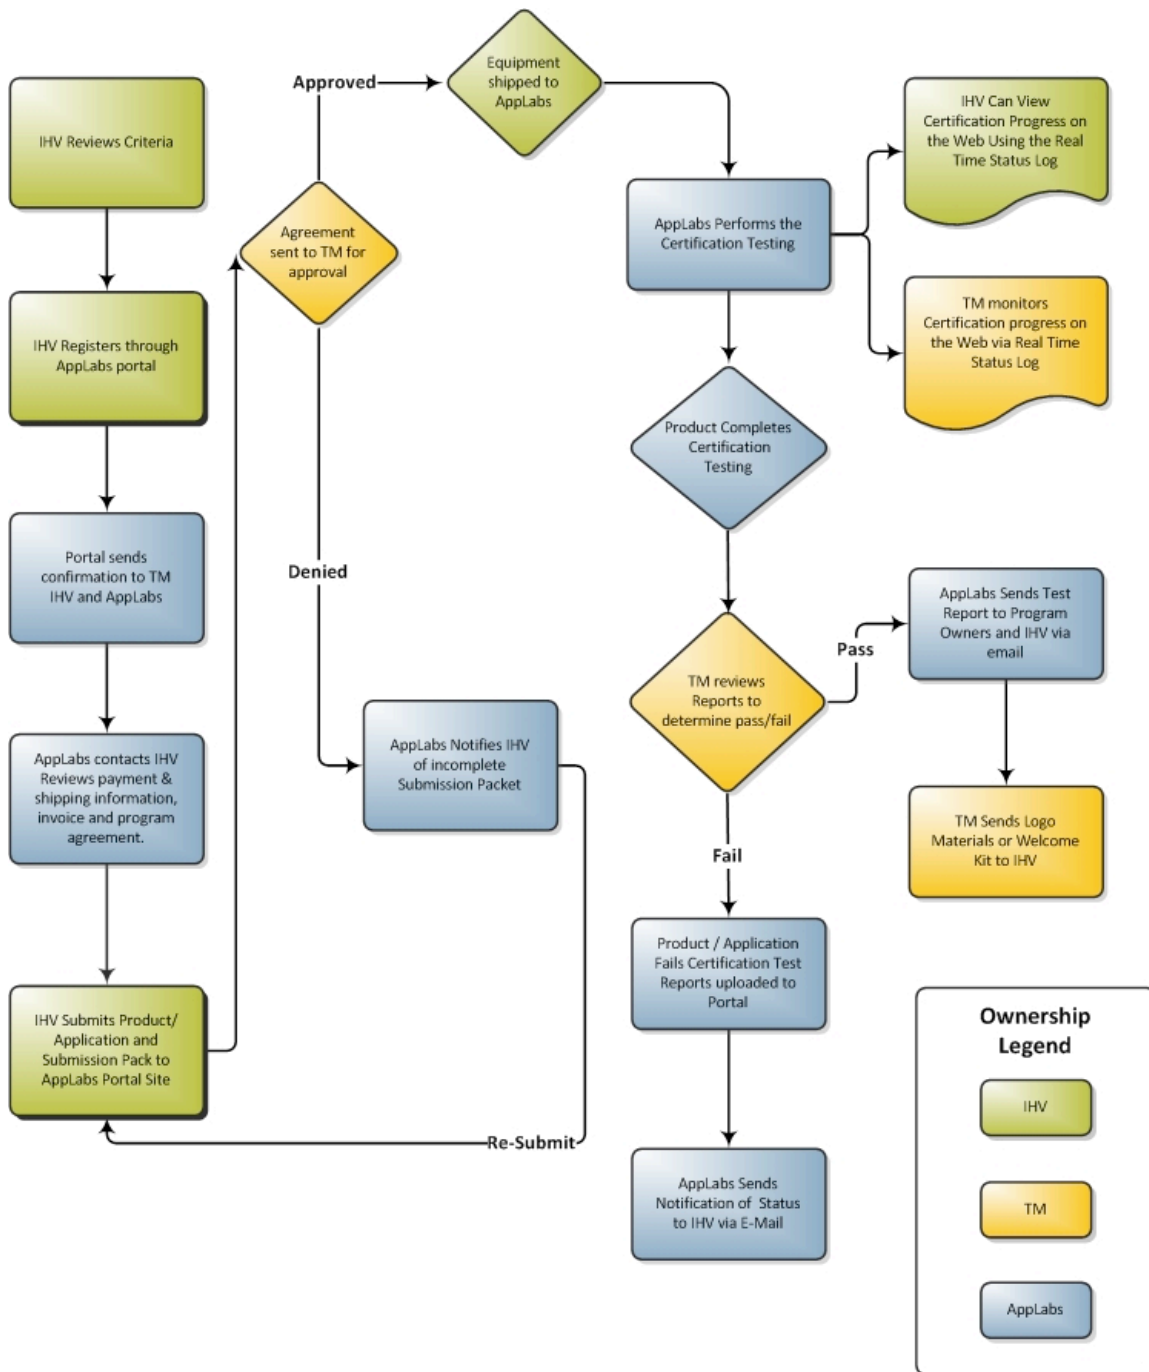 IHV Reviews Criteria
IHV Registers through
AppLabs portal
Portal sends
confirmation to TM
IHV and AppLabs
AppLabs contacts IHV
Reviews payment &
shipping information,
invoice and program
agreement.
IHV Submits Product/
Application and
Submission Pack to
AppLabs Portal Site
Agreement
sent to TM for
approval
Approved
Denied
Equipment
shipped to
AppLabs
AppLabs Notifies IHV
of incomplete
Submission Packet
Re-Submit
AppLabs Performs the
Certification Testing
IHV Can View
Certification Progress on
the Web Using the Real
Time Status Log
TM monitors
Certification progress on
the Web via Real Time
Status Log
Product Completes
Certification
Testing
TM reviews
Reports to
determine pass/fail
Pass
AppLabs Sends Test
Report to Program
Owners and IHV via
email
TM Sends Logo
Materials or Welcome
Kit to IHV
Fail
Product / Application
Fails Certification Test
Reports uploaded to
Portal
AppLabs Sends
Notification of Status
to IHV via E-Mail
Ownership
Legend
IHV
TM
AppLabs